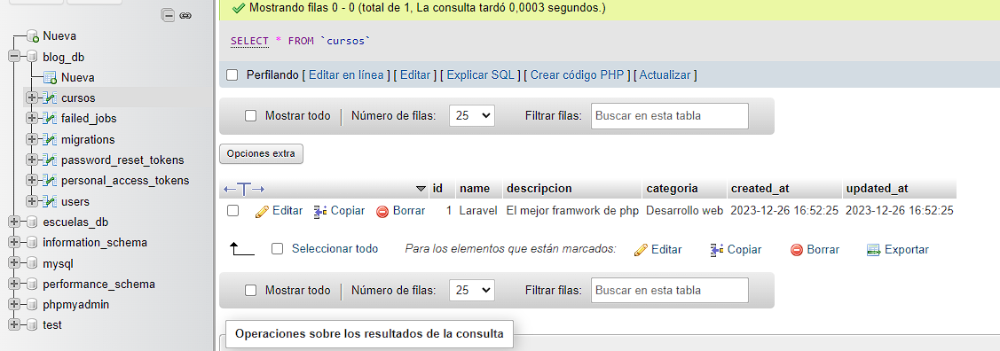 Nueva
blog_db
Nueva
cursos
failed_jobs
migrations
password_reset_tokens
personal_access_tokens
users
escuelas_db
information_schema
mysql
performance_schema
phpmyadmin
test
Mostrando filas 0 - 0 (total de 1, La consulta tardó 0,0003 segundos.)
SELECT * FROM `cursos`
Perfilando [ Editar en línea ] [ Editar ] [ Explicar SQL ] [ Crear código PHP ] [ Actualizar ]
Mostrar todo Número de filas: 25 Filtrar filas: Buscar en esta tabla
Opciones extra
id name descripcion categoria created_at updated_at
Editar Copiar Borrar 1 Laravel El mejor framwork de php Desarrollo web 2023-12-26 16:52:25 2023-12-26 16:52:25
Seleccionar todo Para los elementos que están marcados: Editar Copiar Borrar Exportar
Mostrar todo Número de filas: 25 Filtrar filas: Buscar en esta tabla
Operaciones sobre los resultados de la consulta